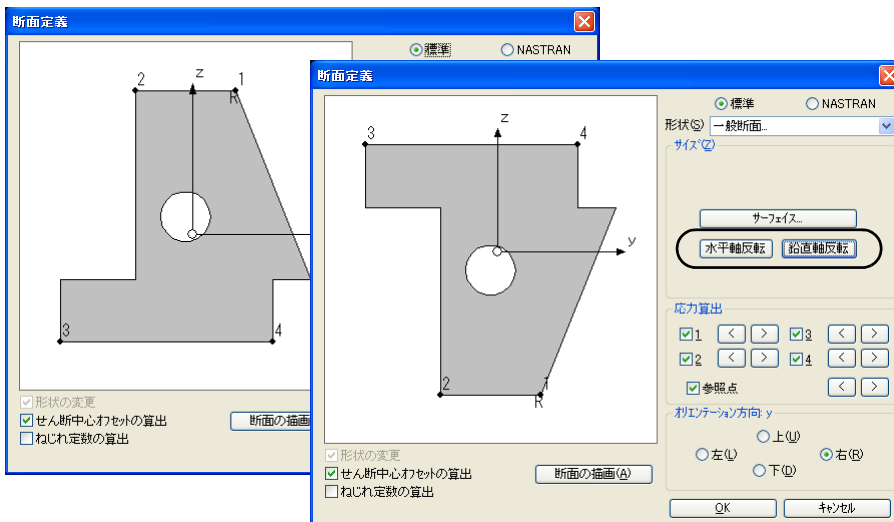 断面定義
標準 NASTRAN
2 z 1
R
3 4
形状の変更
せん断中心オフセットの算出
ねじれ定数の算出
断面の描画
断面定義
標準 NASTRAN
形状(S) 一般断面...
サイズ(Z)
サーフェイス...
水平軸反転 鉛直軸反転
3 z 4
y
2 1
R
応力算出
1 < > 3 < >
2 < > 4 < >
参照点 < >
オリエンテーション方向: y
上(U)
左(L) 右(R)
下(D)
形状の変更
せん断中心オフセットの算出
ねじれ定数の算出
断面の描画(A)
OK キャンセル